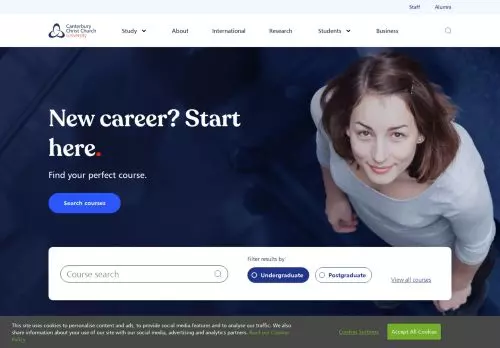 Staff Alumni
Canterbury
Christ Church
University
Study About International Research Students Business
New career? Start
here.
Find your perfect course.
Search courses
Filter results by:
Course search Undergraduate Postgraduate View all courses
This site uses cookies to personalise content and ads, to provide social media features and to analyse our traffic. We also
share information about your use of our site with our social media, advertising and analytics partners. Read our Cookies
Policy
Cookies Settings
Accept All Cookies